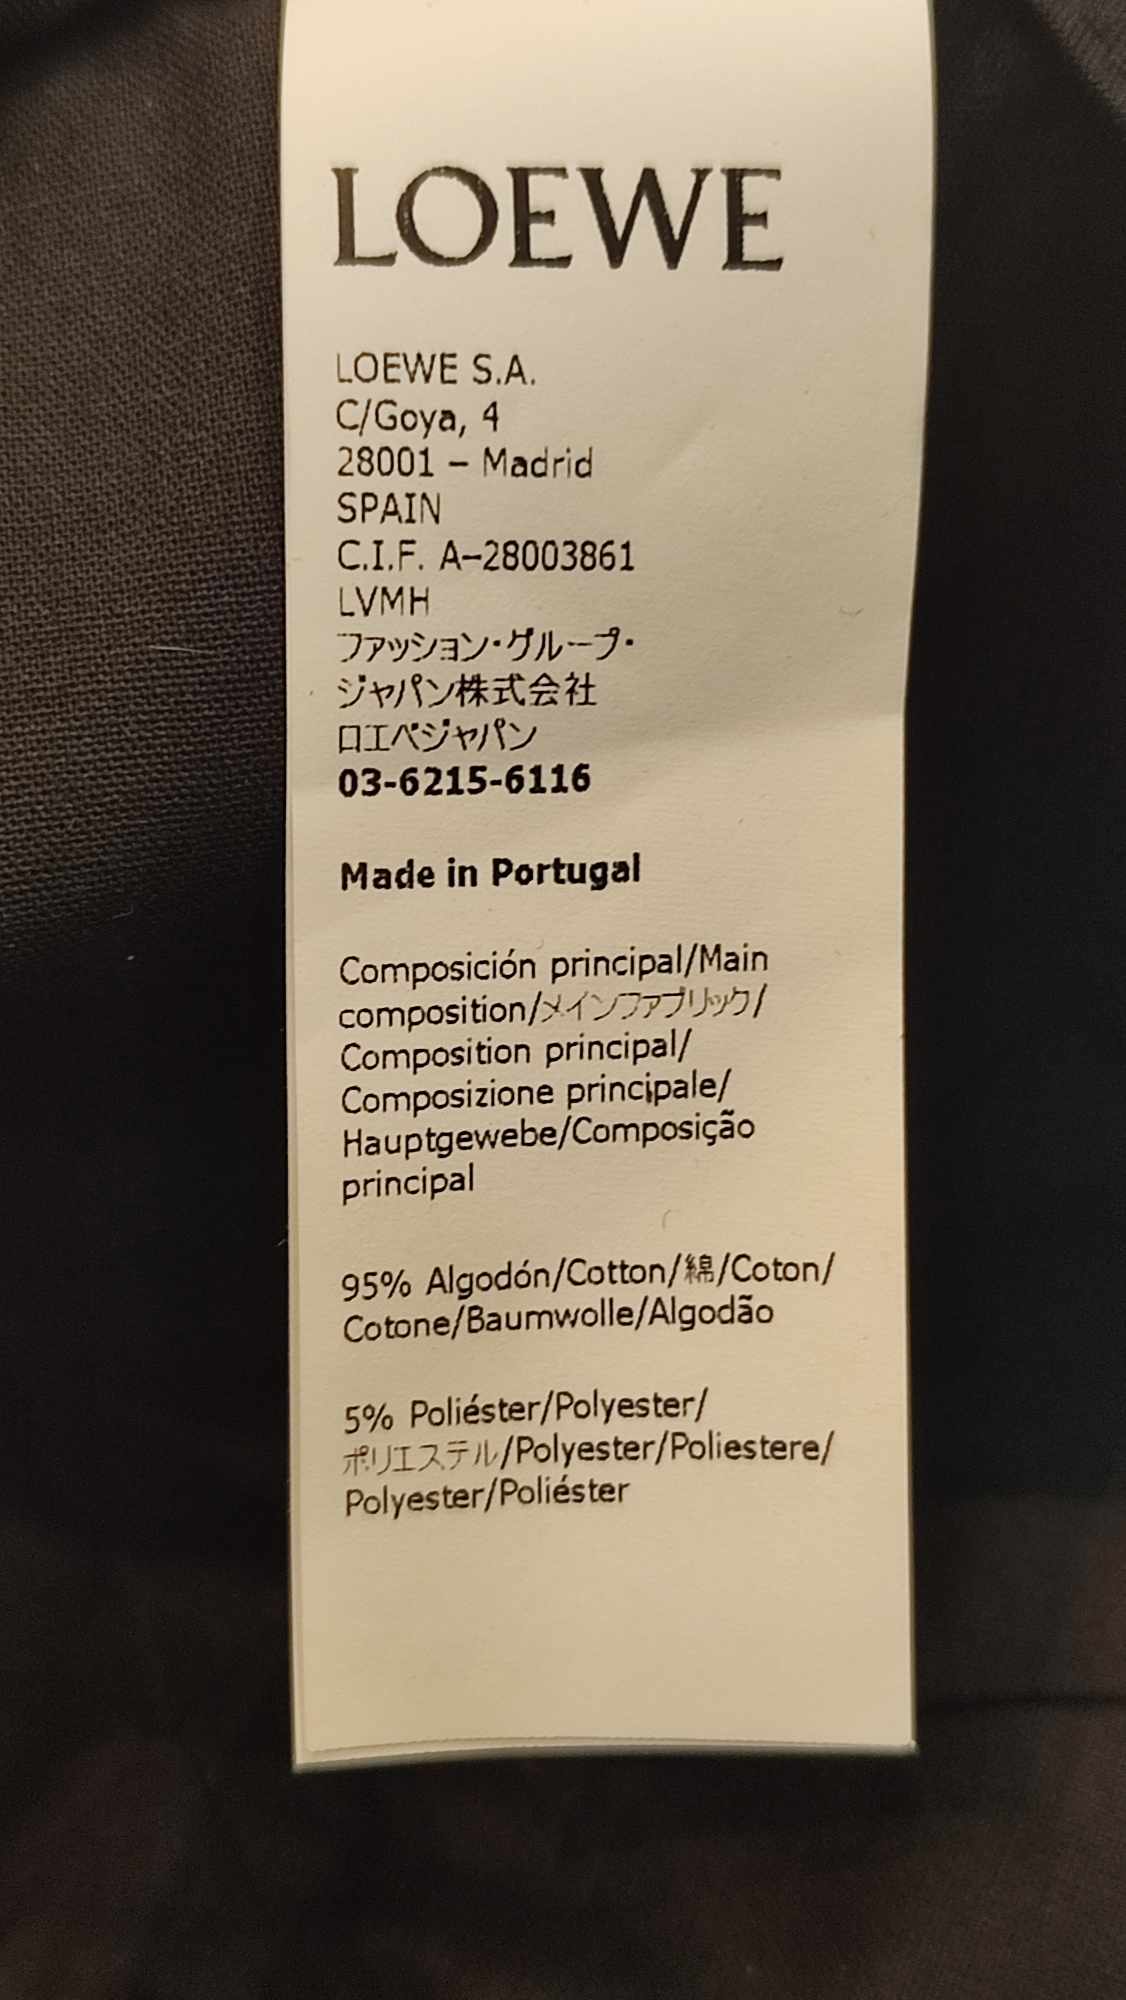 LOEWE
LOEWE S.A.
C/Goya, 4
28001 – Madrid
SPAIN
C.I.F. A–28003861
LVMH
ファッション・グループ・
ジャパン株式会社
ロエベジャパン
03-6215-6116
Made in Portugal
Composición principal/Main
composition/メインファブリック/
Composition principal/
Composizione principale/
Hauptgewebe/Composição
principal
95% Algodón/Cotton/綿/Coton/
Cotone/Baumwolle/Algodão
5% Poliéster/Polyester/
ポリエステル/Polyester/Poliestere/
Polyester/Poliéster